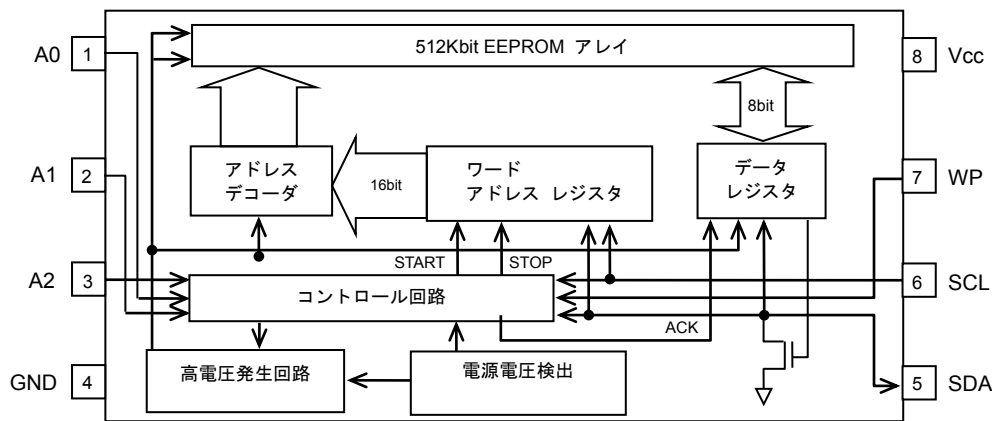 512Kbit EEPROM アレイ
A0
1
8
Vcc
8bit
アドレス
デコーダ
16bit
ワード
アドレス レジスタ
データ
レジスタ
A1
2
7
WP
START
STOP
A2
3
コントロール回路
6
SCL
ACK
GND
4
高電圧発生回路
電源電圧検出
5
SDA